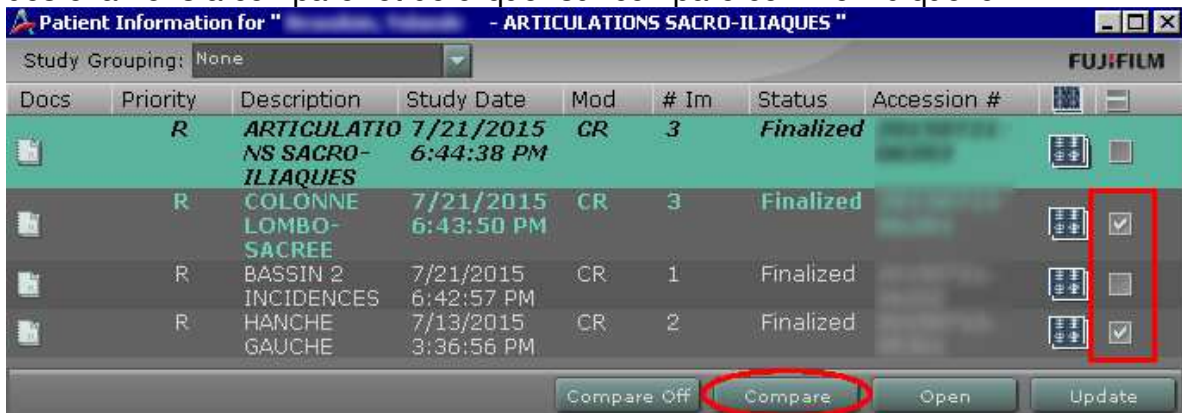 Patient Information for " - ARTICULATIONS SACRO-ILIAQUES "
Study Grouping: None
FUJIFILM
Docs Priority Description Study Date Mod # Im Status Accession #
R ARTICULATIO 7/21/2015 CR 3 Finalized
NS SACRO- 6:44:38 PM
ILIAQUES
R COLONNE 7/21/2015 CR 3 Finalized
LOMBO- 6:43:50 PM
SACREE
R BASSIN 2 7/21/2015 CR 1 Finalized
INCIDENCES 6:42:57 PM
R HANCHE 7/13/2015 CR 2 Finalized
GAUCHE 3:36:56 PM
Compare Off Compare Open Update